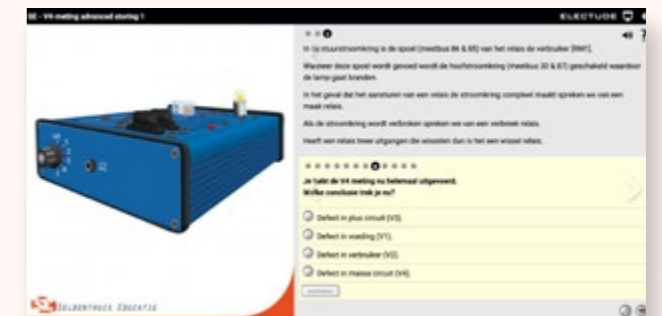 SE - V4 meting advanced storing 1
ELECTUDE
In de stuurstroomkring is de spoel (meetbus 86 & 85) van het relais de verbruiker [RM1].
Wanneer deze spoel wordt gevoed wordt de hoofdstroomkring (meetbus 30 & 87) geschakeld waardoor
de lamp gaat branden.
In het geval dat het aansturen van een relais de stroomkring compleet maakt spreken we van een
maak relais.
Als de stroomkring wordt verbroken spreken we van een verbreek relais.
Heeft een relais twee uitgangen die wisselen dan is het een wissel relais.
Je hebt de V4 meting nu helemaal uitgevoerd.
Welke conclusie trek je nu?
Defect in plus circuit (V3).
Defect in voeding (V1).
Defect in verbruiker (V2).
Defect in massa circuit (V4).
SOLDENTHUIS EDUCATIE